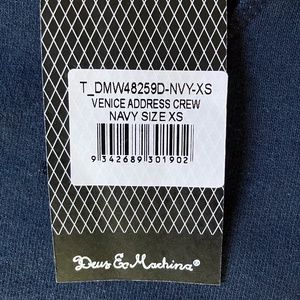 T_DMW48259D-NVY-XS
VENICE ADDRESS CREW
NAVY SIZE XS
9 342689 301902
Deus Ex Machina®